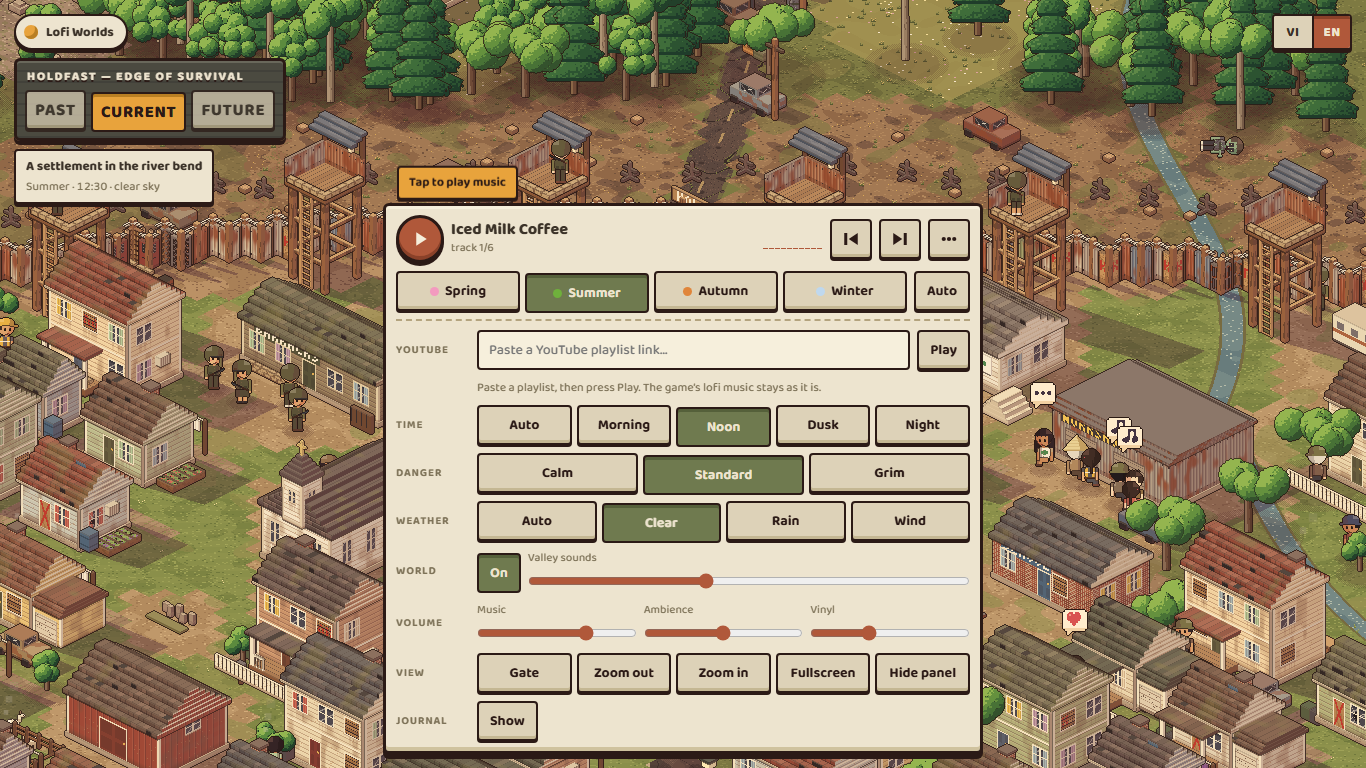 Lofi Worlds
VI EN
HOLDFAST — EDGE OF SURVIVAL
PAST CURRENT FUTURE
A settlement in the river bend
Summer · 12:30 · clear sky
Tap to play music
Iced Milk Coffee
track 1/6
Spring Summer Autumn Winter Auto
YOUTUBE Paste a YouTube playlist link... Play
Paste a playlist, then press Play. The game's lofi music stays as it is.
TIME Auto Morning Noon Dusk Night
DANGER Calm Standard Grim
WEATHER Auto Clear Rain Wind
WORLD On Valley sounds
VOLUME Music Ambience Vinyl
VIEW Gate Zoom out Zoom in Fullscreen Hide panel
JOURNAL Show